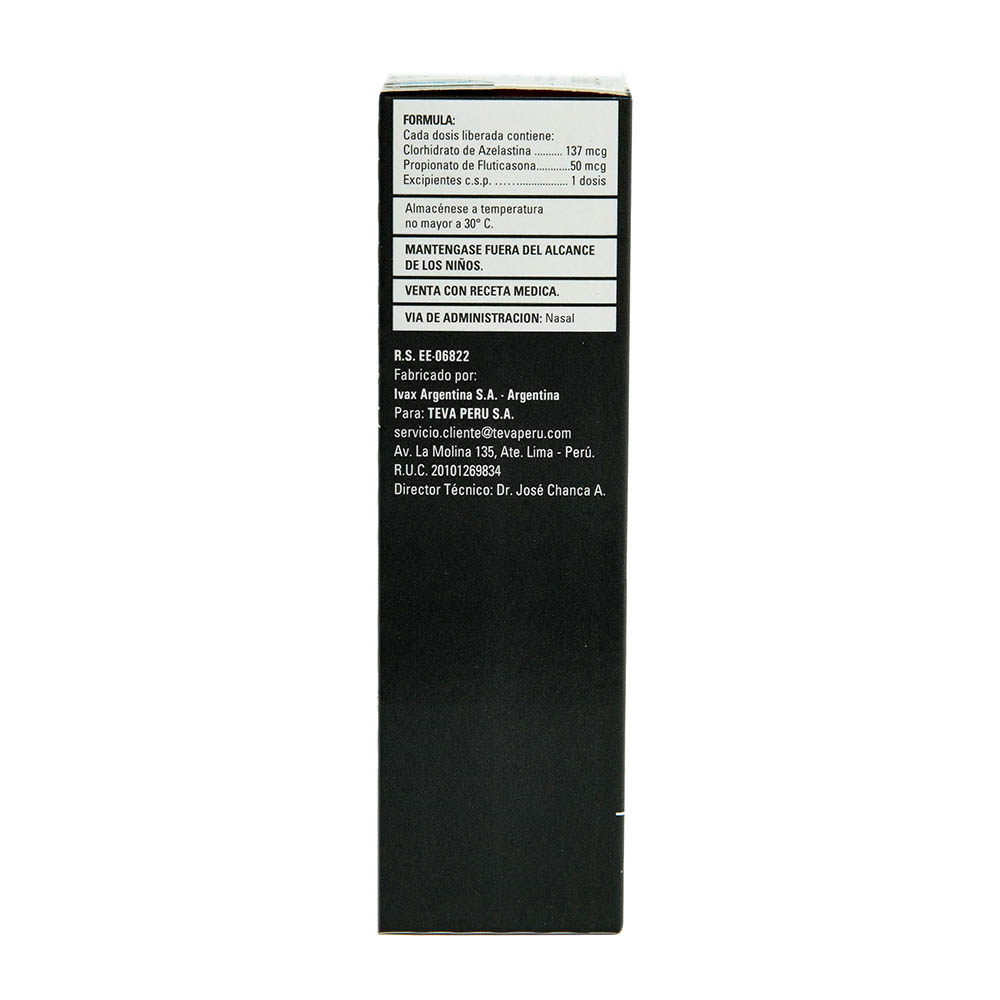 FORMULA:
Cada dosis liberada contiene:
Clorhidrato de Azelastina .......... 137 mcg
Propionato de Fluticasona............50 mcg
Excipientes c.s.p. ........................ 1 dosis
Almacénese a temperatura
no mayor a 30° C.
MANTENGASE FUERA DEL ALCANCE
DE LOS NIÑOS.
VENTA CON RECETA MEDICA.
VIA DE ADMINISTRACION: Nasal
R.S. EE-06822
Fabricado por:
Ivax Argentina S.A. - Argentina
Para: TEVA PERU S.A.
servicio.cliente@tevaperu.com
Av. La Molina 135, Ate. Lima - Perú.
R.U.C. 20101269834
Director Técnico: Dr. José Chanca A.